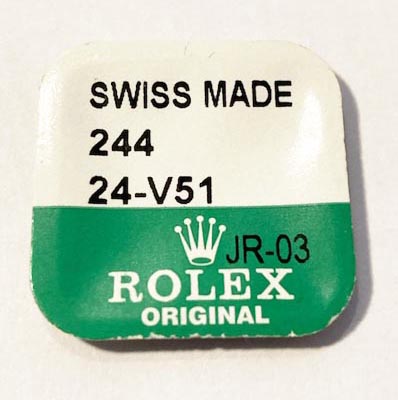 SWISS MADE
244
24-V51
JR-03
ROLEX
ORIGINAL